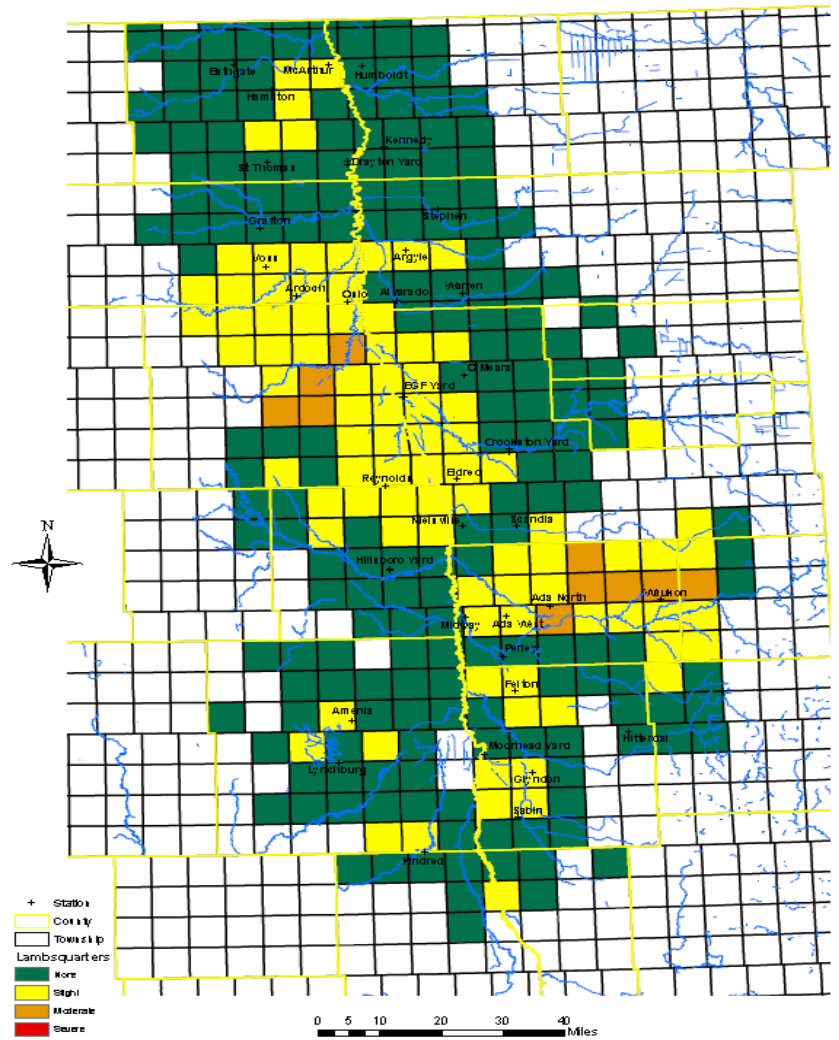 Bathgate
McArthur
Humboldt
Hamilton
Kennedy
St Thomas
Drayton Yard
Grafton
Stephen
Voss
Argyle
Ardoch
Oslo
Alvarado
Warren
O'Meara
EGF Yard
Crookston Yard
Reynolds
Eldred
Nielsville
Scandia
N
Hillsboro Yard
Ada North
Waukon
Midway
Ada West
Perley
Felton
Amenia
Hitterdal
Moorhead Yard
Lynchburg
Glyndon
Sabin
Kindred
Station
County
Township
Lambsquarters
None
Slight
Moderate
Severe
0 5 10 20 30 40
Miles